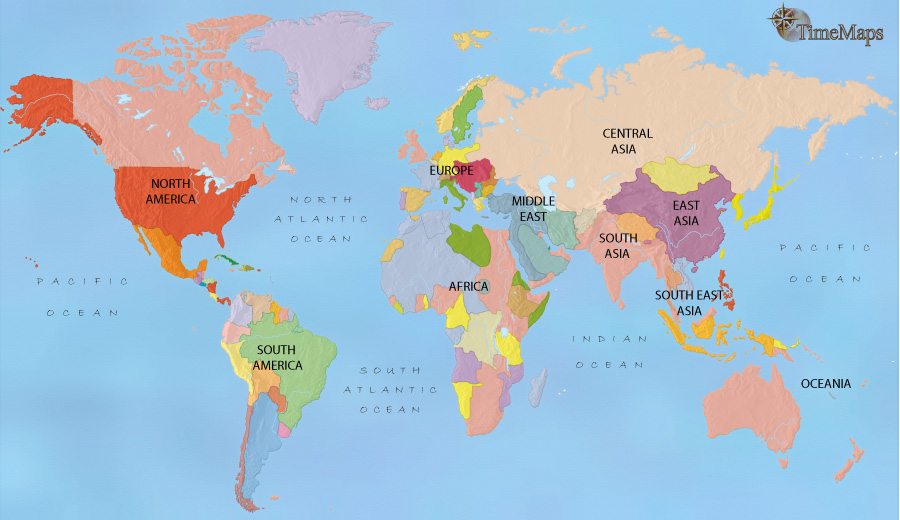 TimeMaps
CENTRAL
ASIA
EUROPE
NORTH
AMERICA
MIDDLE
EAST
EAST
ASIA
NORTH
ATLANTIC
OCEAN
SOUTH
ASIA
PACIFIC
OCEAN
PACIFIC
OCEAN
AFRICA
SOUTH EAST
ASIA
INDIAN
OCEAN
SOUTH
AMERICA
SOUTH
ATLANTIC
OCEAN
OCEANIA